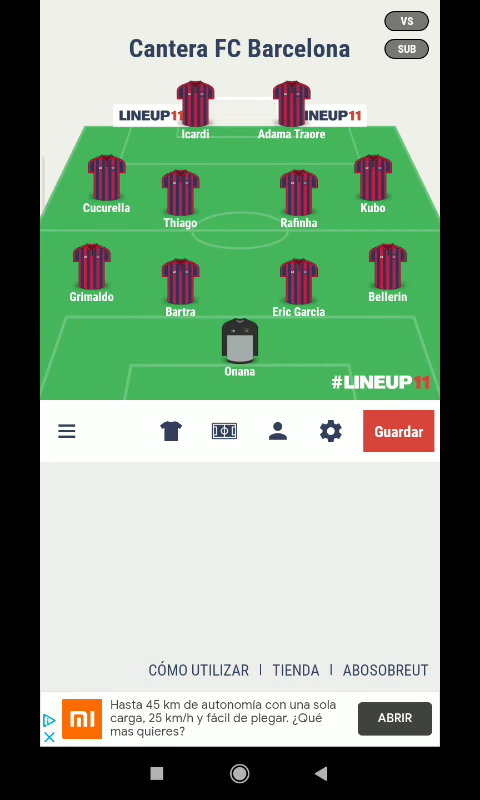 VS
Cantera FC Barcelona
SUB
LINEUP11
INEUP11
Icardi
Adama Traore
Cucurella
Kubo
Thiago
Rafinha
Grimaldo
Bellerin
Bartra
Eric Garcia
Onana
#LINEUP11
Guardar
CÓMO UTILIZAR | TIENDA | ABOSOBREUT
mi
Hasta 45 km de autonomía con una sola
carga, 25 km/h y fácil de plegar. ¿Qué
mas quieres?
ABRIR